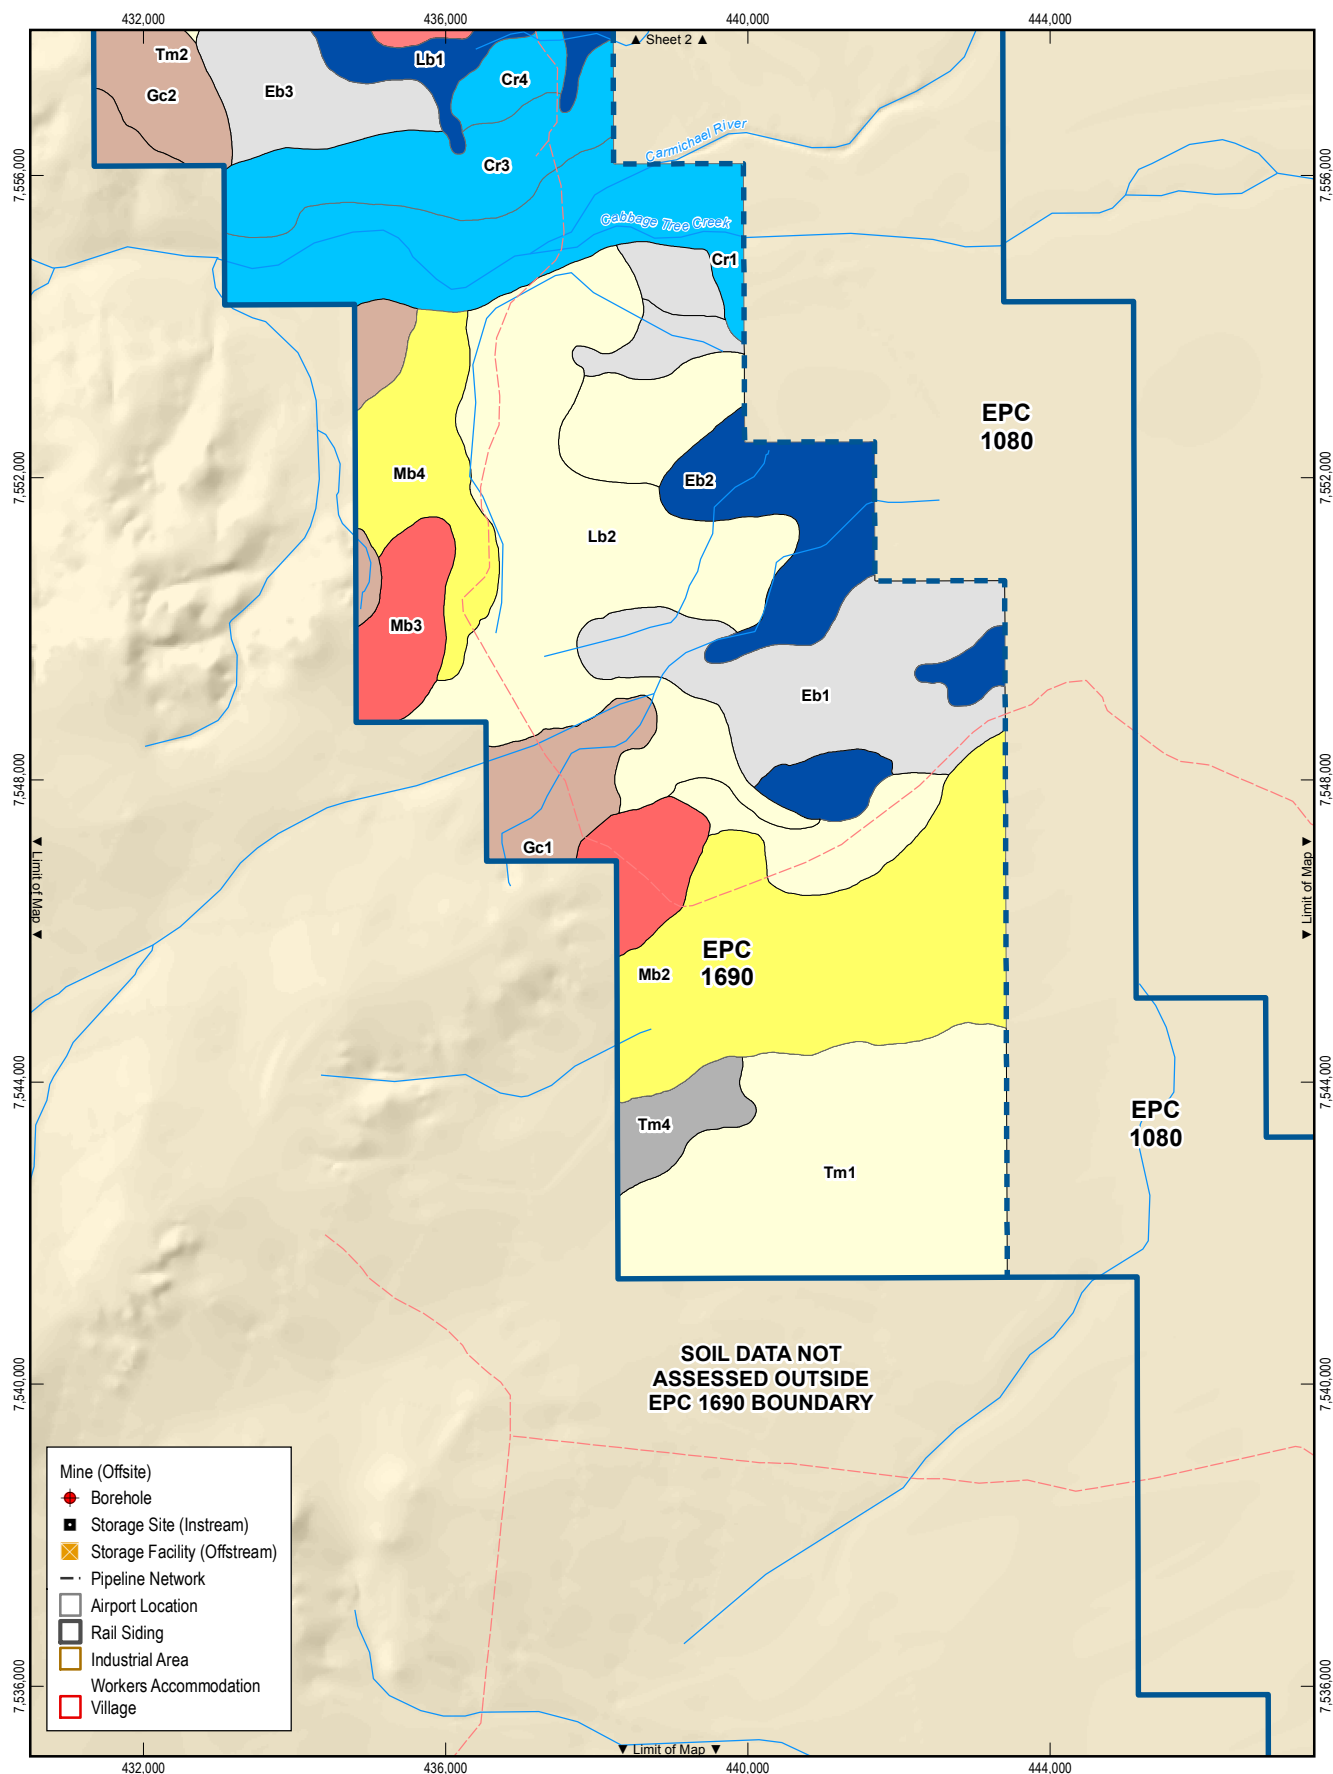 432,000
436,000
440,000
444,000
▲ Sheet 2 ▲
Tm2
Lb1
Cr4
Eb3
Gc2
Carmichael River
Cr3
7,556,000
7,556,000
Cabbage Tree Creek
Cr1
EPC
1080
Mb4
Eb2
7,552,000
7,552,000
Lb2
Mb3
Eb1
7,548,000
7,548,000
Gc1
▼ Limit of Map ▼
▼ Limit of Map ▼
EPC
1690
Mb2
7,544,000
7,544,000
EPC
1080
Tm4
Tm1
SOIL DATA NOT
ASSESSED OUTSIDE
EPC 1690 BOUNDARY
7,540,000
7,540,000
Mine (Offsite)
Borehole
Storage Site (Instream)
Storage Facility (Offstream)
Pipeline Network
Airport Location
Rail Siding
Industrial Area
Workers Accommodation
Village
7,536,000
7,536,000
▼ Limit of Map ▼
432,000
436,000
440,000
444,000